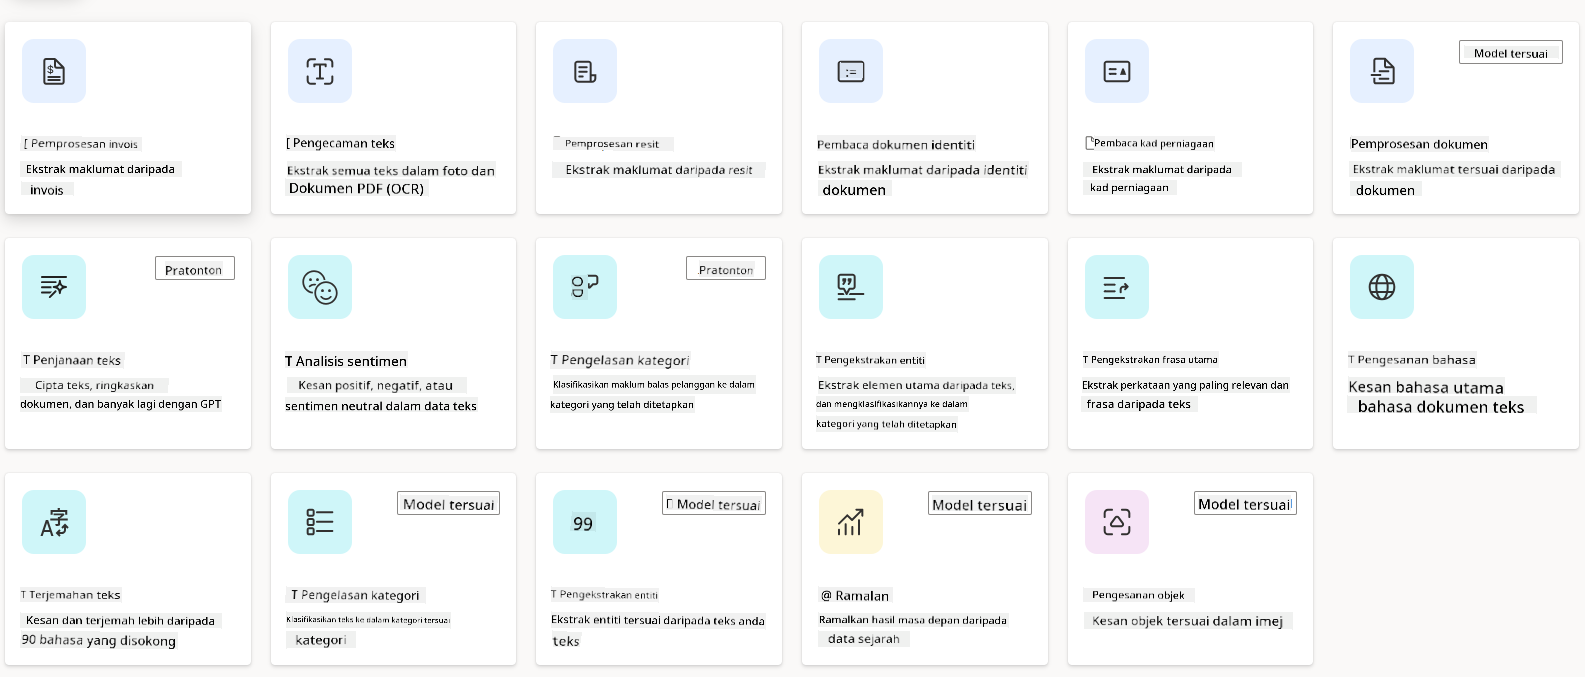 Model tersuai
[ Pemprosesan invois
Ekstrak maklumat daripada
invois
[ Pengecaman teks
Ekstrak semua teks dalam foto dan
Dokumen PDF (OCR)
Pemprosesan resit
Ekstrak maklumat daripada resit
Pembaca dokumen identiti
Ekstrak maklumat daripada identiti
dokumen
Pembaca kad perniagaan
Ekstrak maklumat daripada
kad perniagaan
Pemprosesan dokumen
Ekstrak maklumat tersuai daripada
dokumen
Pratonton
T Penjanaan teks
Cipta teks, ringkaskan
dokumen, dan banyak lagi dengan GPT
T Analisis sentimen
Kesan positif, negatif, atau
sentimen neutral dalam data teks
Pratonton
T Pengelasan kategori
Klasifikasikan maklum balas pelanggan ke dalam
kategori yang telah ditetapkan
T Pengekstrakan entiti
Ekstrak elemen utama daripada teks,
dan mengklasifikasikannya ke dalam
kategori yang telah ditetapkan
T Pengekstrakan frasa utama
Ekstrak perkataan yang paling relevan dan
frasa daripada teks
T Pengesanan bahasa
Kesan bahasa utama
bahasa dokumen teks
A字
T Terjemahan teks
Kesan dan terjemah lebih daripada
90 bahasa yang disokong
Model tersuai
T Pengelasan kategori
Klasifikasikan teks ke dalam kategori tersuai
kategori
99
Model tersuai
T Pengekstrakan entiti
Ekstrak entiti tersuai daripada teks anda
teks
Model tersuai
@ Ramalan
Ramalkan hasil masa depan daripada
data sejarah
Model tersuai
Pengesanan objek
Kesan objek tersuai dalam imej